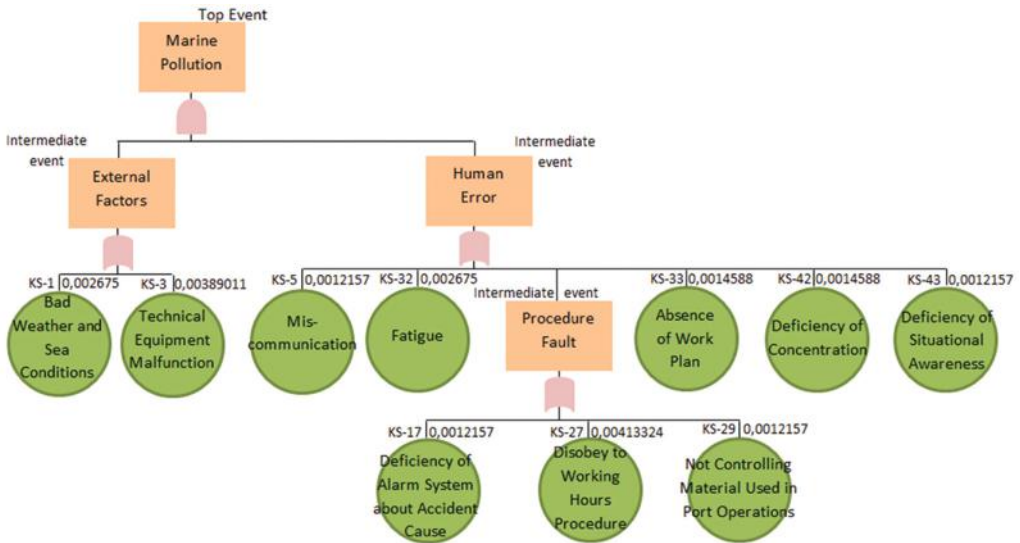 Top Event
Marine
Pollution
Intermediate
event
External
Factors
Intermediate
event
Human
Error
KS-1 0,002675
Bad
Weather and
Sea
Conditions
KS-3 0,00389011
Technical
Equipment
Malfunction
KS-5 0,0012157
Mis-
communication
KS-32 0,002675
Fatigue
Intermediate event
Procedure
Fault
KS-33 0,0014588
Absence
of Work
Plan
KS-42 0,0014588
Deficiency of
Concentration
KS-43 0,0012157
Deficiency of
Situational
Awareness
KS-17 0,0012157
Deficiency of
Alarm System
about Accident
Cause
KS-27 0,00413324
Disobey to
Working
Hours
Procedure
KS-29 0,0012157
Not Controlling
Material Used in
Port Operations